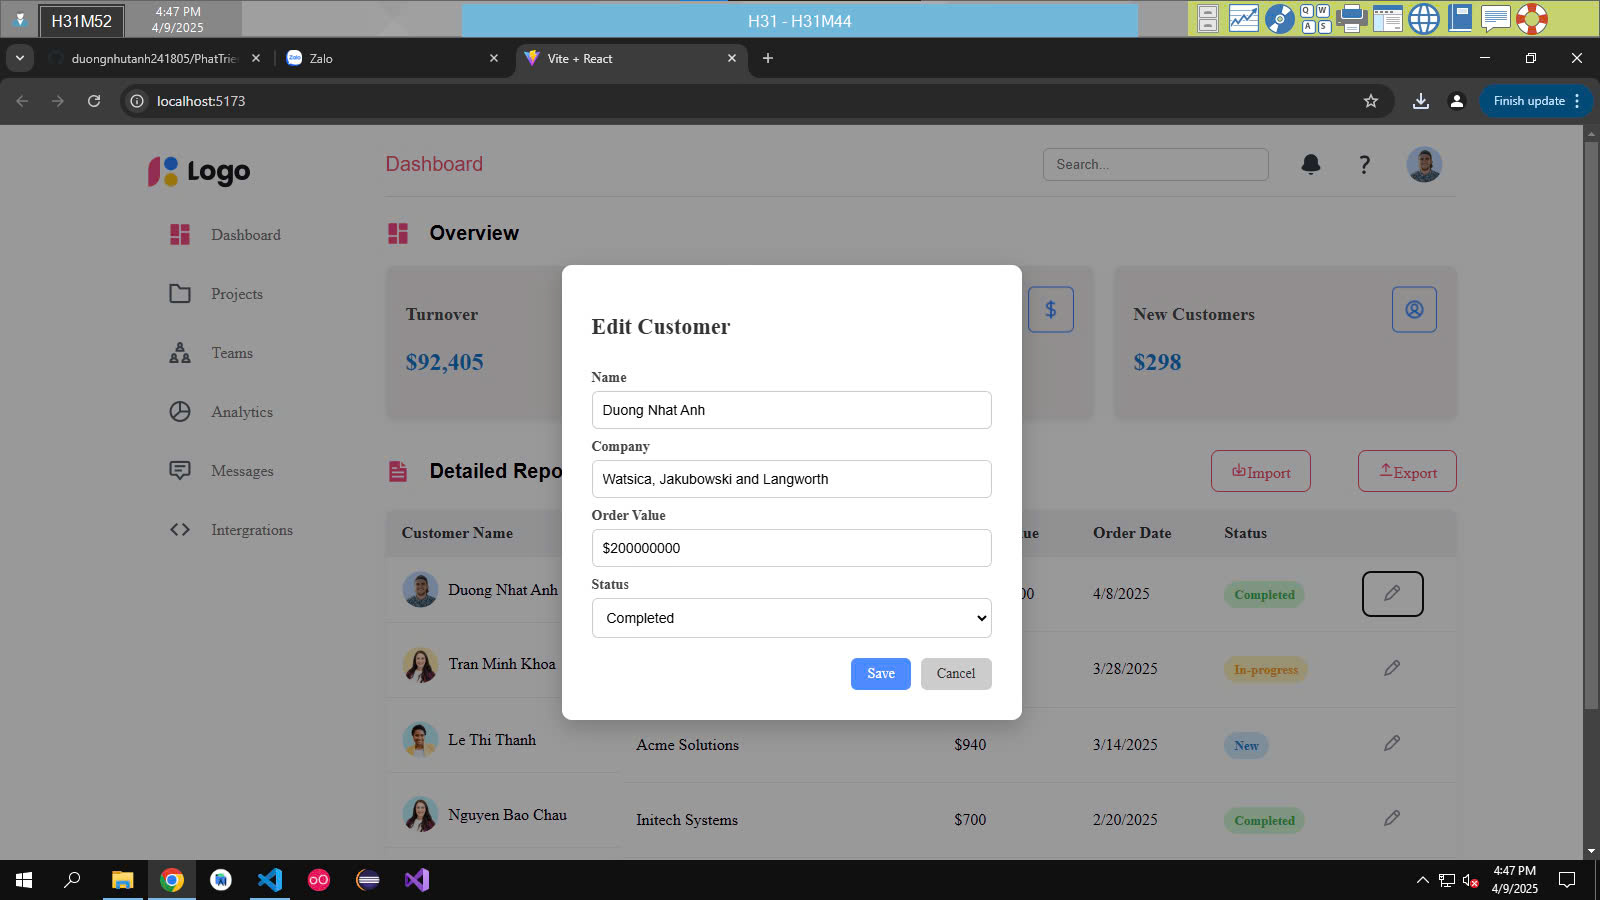 H31M52
4:47 PM
4/9/2025
H31 - H31M44
Q W
A S
duongnhutanh241805/PhatTrie
Zalo
Vite + React
localhost:5173
Finish update
Logo
Dashboard
Search...
?
Dashboard
Projects
Teams
Analytics
Messages
Intergrations
Overview
Turnover
$92,405
$
New Customers
$298
Detailed Repo
Import
Export
Customer Name
ue
Order Date
Status
Duong Nhat Anh
00
4/8/2025
Completed
Tran Minh Khoa
3/28/2025
In-progress
Le Thi Thanh
Acme Solutions
$940
3/14/2025
New
Nguyen Bao Chau
Initech Systems
$700
2/20/2025
Completed
Edit Customer
Name
Duong Nhat Anh
Company
Watsica, Jakubowski and Langworth
Order Value
$200000000
Status
Completed
Save
Cancel
4:47 PM
4/9/2025